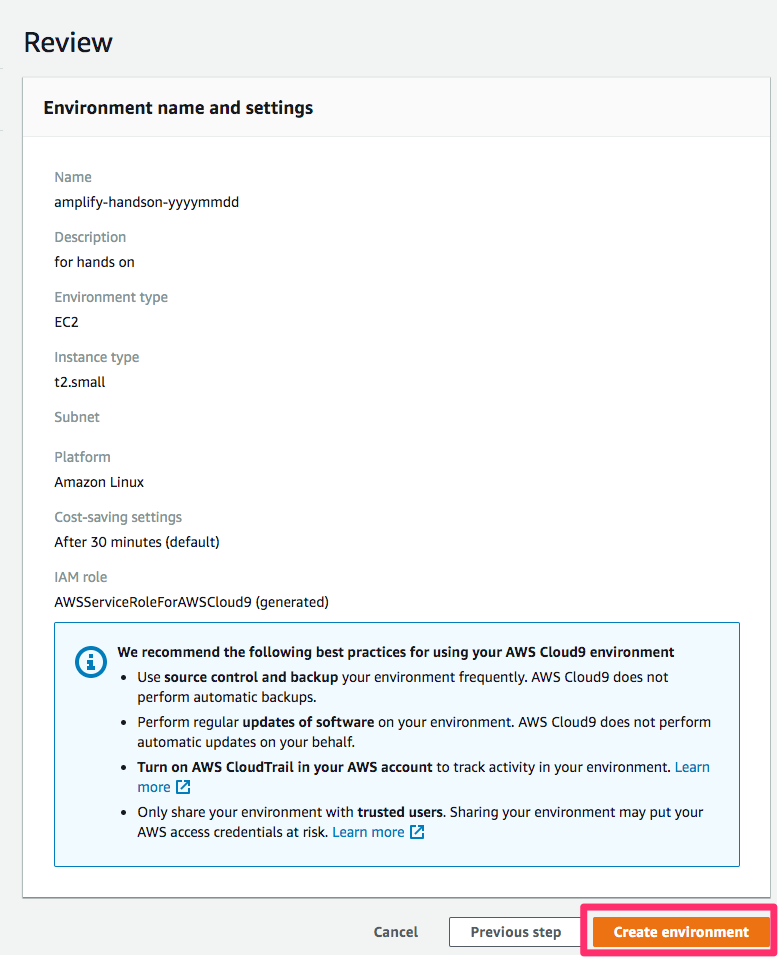 Review
Environment name and settings
Name
amplify-handson-yyyymmdd
Description
for hands on
Environment type
EC2
Instance type
t2.small
Subnet
Platform
Amazon Linux
Cost-saving settings
After 30 minutes (default)
IAM role
AWSServiceRoleForAWSCloud9 (generated)
We recommend the following best practices for using your AWS Cloud9 environment
• Use source control and backup your environment frequently. AWS Cloud9 does not
perform automatic backups.
• Perform regular updates of software on your environment. AWS Cloud9 does not perform
automatic updates on your behalf.
• Turn on AWS CloudTrail in your AWS account to track activity in your environment. Learn
more
• Only share your environment with trusted users. Sharing your environment may put your
AWS access credentials at risk. Learn more
Cancel
Previous step
Create environment